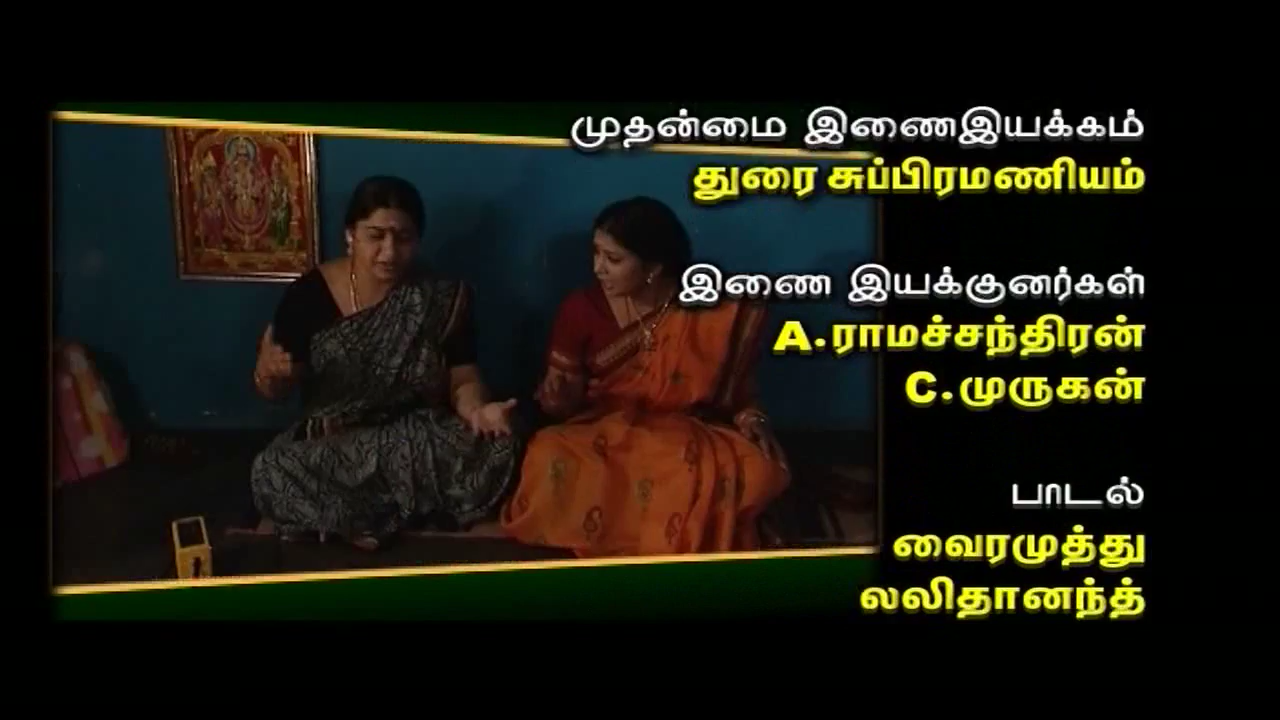 முதன்மை இணைஇயக்கம்
துரை சுப்பிரமணியம்
இணை இயக்குனர்கள்
A.ராமச்சந்திரன்
C.முருகன்
பாடல்
வைரமுத்து
லலிதானந்த்